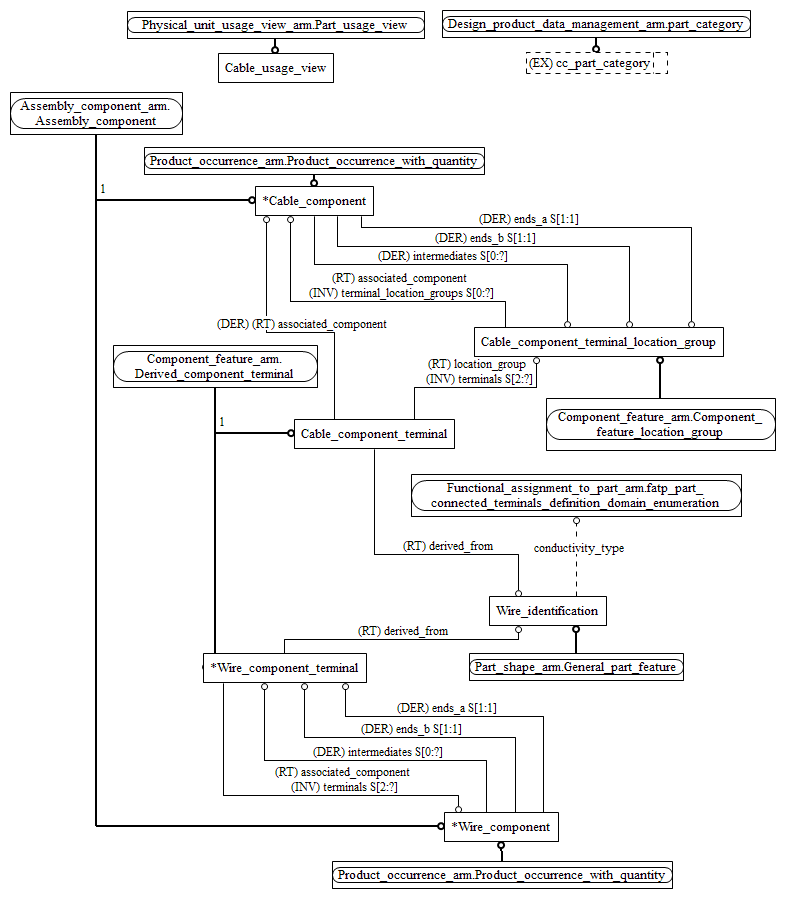 Physical_unit_usage_view_arm.Part_usage_view
Design_product_data_management_arm.part_category
Cable_usage_view
(EX) cc_part_category
Assembly_component_arm.
Assembly_component
Product_occurrence_arm.Product_occurrence_with_quantity
1
*Cable_component
(DER) ends_a S[1:1]
(DER) ends_b S[1:1]
(DER) intermediates S[0:?]
(RT) associated_component
(INV) terminal_location_groups S[0:?]
(DER) (RT) associated_component
Cable_component_terminal_location_group
Component_feature_arm.
Derived_component_terminal
(RT) location_group
(INV) terminals S[2:?]
Component_feature_arm.Component_
feature_location_group
1
Cable_component_terminal
Functional_assignment_to_part_arm.fatp_part_
connected_terminals_definition_domain_enumeration
(RT) derived_from
conductivity_type
Wire_identification
(RT) derived_from
*Wire_component_terminal
Part_shape_arm.General_part_feature
(DER) ends_a S[1:1]
(DER) ends_b S[1:1]
(DER) intermediates S[0:?]
(RT) associated_component
(INV) terminals S[2:?]
*Wire_component
Product_occurrence_arm.Product_occurrence_with_quantity